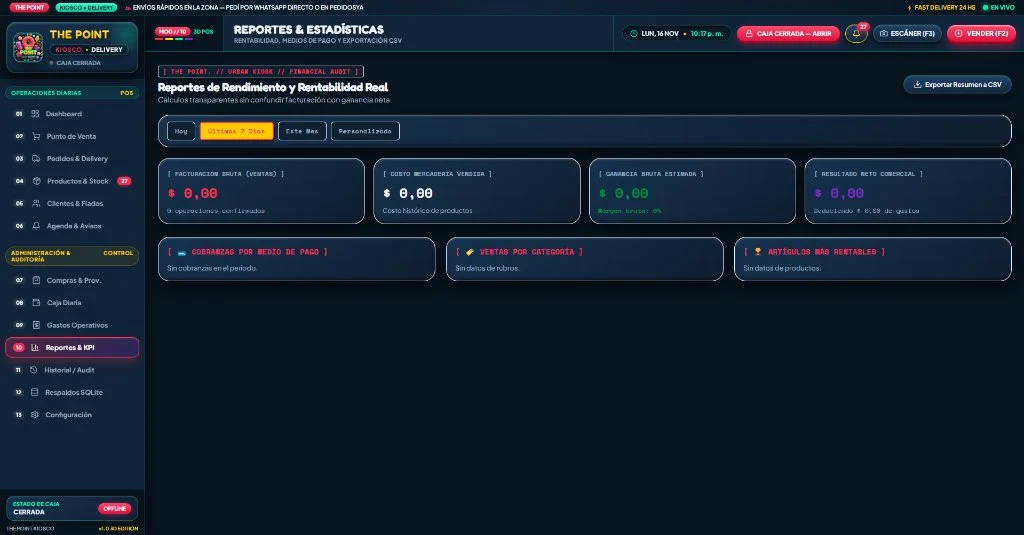 THE POINT KIOSCO + DELIVERY ENVÍOS RÁPIDOS EN LA ZONA — PEDÍ POR WHATSAPP DIRECTO O EN PEDIDOSYA FAST DELIVERY 24 HS EN VIVO
THE POINT
KIOSCO • DELIVERY
CAJA CERRADA
MOD // 10 3D POS
REPORTES & ESTADÍSTICAS
RENTABILIDAD, MEDIOS DE PAGO Y EXPORTACIÓN CSV
LUN, 16 NOV • 10:17 p. m.
CAJA CERRADA — ABRIR
27
ESCÁNER (F3)
VENDER (F2)
OPERACIONES DIARIAS POS
01 Dashboard
02 Punto de Venta
03 Pedidos & Delivery
04 Productos & Stock 27
05 Clientes & Fiados
06 Agenda & Avisos
ADMINISTRACIÓN & AUDITORÍA CONTROL
07 Compras & Prov.
08 Caja Diaria
09 Gastos Operativos
10 Reportes & KPI
11 Historial / Audit
12 Respaldos SQLite
13 Configuración
ESTADO DE CAJA
CERRADA
OFFLINE
THE POINT KIOSCO v1.0 3D EDITION
[ THE POINT. // URBAN KIOSK // FINANCIAL AUDIT ]
Reportes de Rendimiento y Rentabilidad Real
Cálculos transparentes sin confundir facturación con ganancia neta
Exportar Resumen a CSV
Hoy
Últimos 7 Días
Este Mes
Personalizado
[ FACTURACIÓN BRUTA (VENTAS) ]
$ 0,00
0 operaciones confirmadas
[ COSTO MERCADERÍA VENDIDA ]
$ 0,00
Costo histórico de productos
[ GANANCIA BRUTA ESTIMADA ]
$ 0,00
Margen bruto: 0%
[ RESULTADO NETO COMERCIAL ]
$ 0,00
Deduciendo $ 0,00 de gastos
[ COBRANZAS POR MEDIO DE PAGO ]
Sin cobranzas en el período.
[ VENTAS POR CATEGORÍA ]
Sin datos de rubros.
[ ARTÍCULOS MÁS RENTABLES ]
Sin datos de productos.